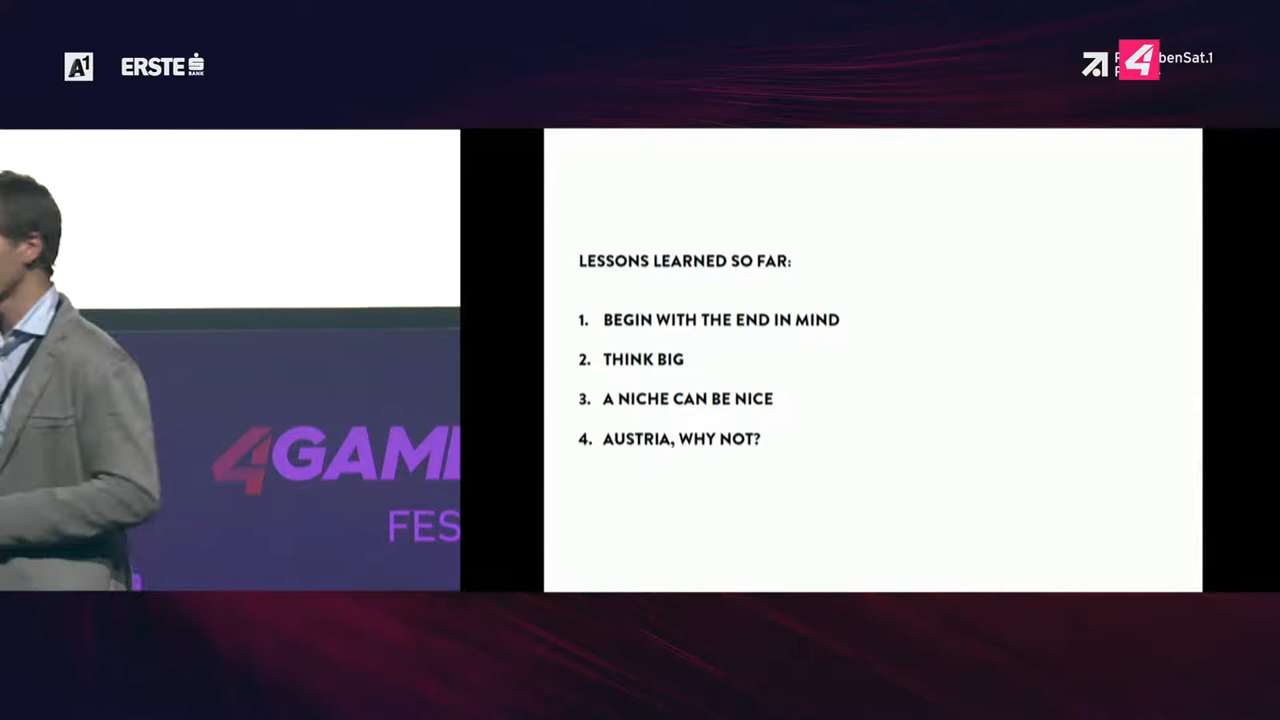 A1
ERSTE
BANK
4
benSat.1
LESSONS LEARNED SO FAR:
1. BEGIN WITH THE END IN MIND
2. THINK BIG
3. A NICHE CAN BE NICE
4. AUSTRIA, WHY NOT?
4GAM
FES